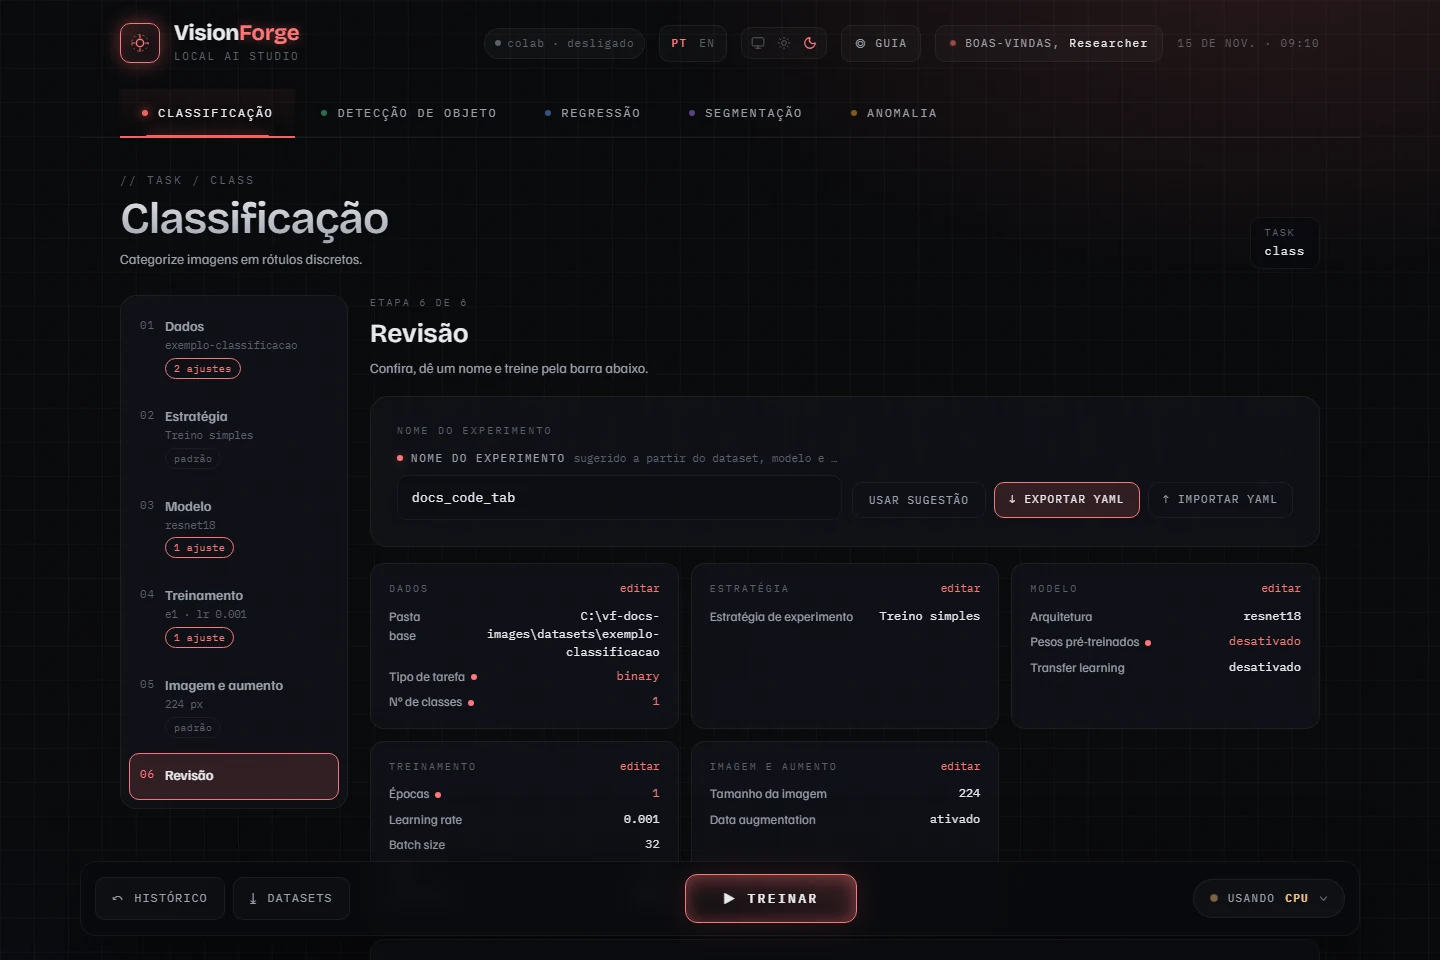 VisionForge
LOCAL AI STUDIO
colab · desligado
PT EN
GUIA
BOAS-VINDAS, Researcher
15 DE NOV. · 09:10
CLASSIFICAÇÃO
DETECÇÃO DE OBJETO
REGRESSÃO
SEGMENTAÇÃO
ANOMALIA
// TASK / CLASS
Classificação
Categorize imagens em rótulos discretos.
TASK
class
01 Dados
exemplo-classificacao
2 ajustes
02 Estratégia
Treino simples
padrão
03 Modelo
resnet18
1 ajuste
04 Treinamento
e1 · lr 0.001
1 ajuste
05 Imagem e aumento
224 px
padrão
06 Revisão
ETAPA 6 DE 6
Revisão
Confira, dê um nome e treine pela barra abaixo.
NOME DO EXPERIMENTO
NOME DO EXPERIMENTO sugerido a partir do dataset, modelo e …
docs_code_tab
USAR SUGESTÃO
↓ EXPORTAR YAML
↑ IMPORTAR YAML
DADOS editar
Pasta base C:\vf-docs-
images\datasets\exemplo-
classificacao
Tipo de tarefa binary
Nº de classes 1
ESTRATÉGIA editar
Estratégia de experimento Treino simples
MODELO editar
Arquitetura resnet18
Pesos pré-treinados desativado
Transfer learning desativado
TREINAMENTO editar
Épocas 1
Learning rate 0.001
Batch size 32
IMAGEM E AUMENTO editar
Tamanho da imagem 224
Data augmentation ativado
HISTÓRICO
DATASETS
TREINAR
USANDO CPU